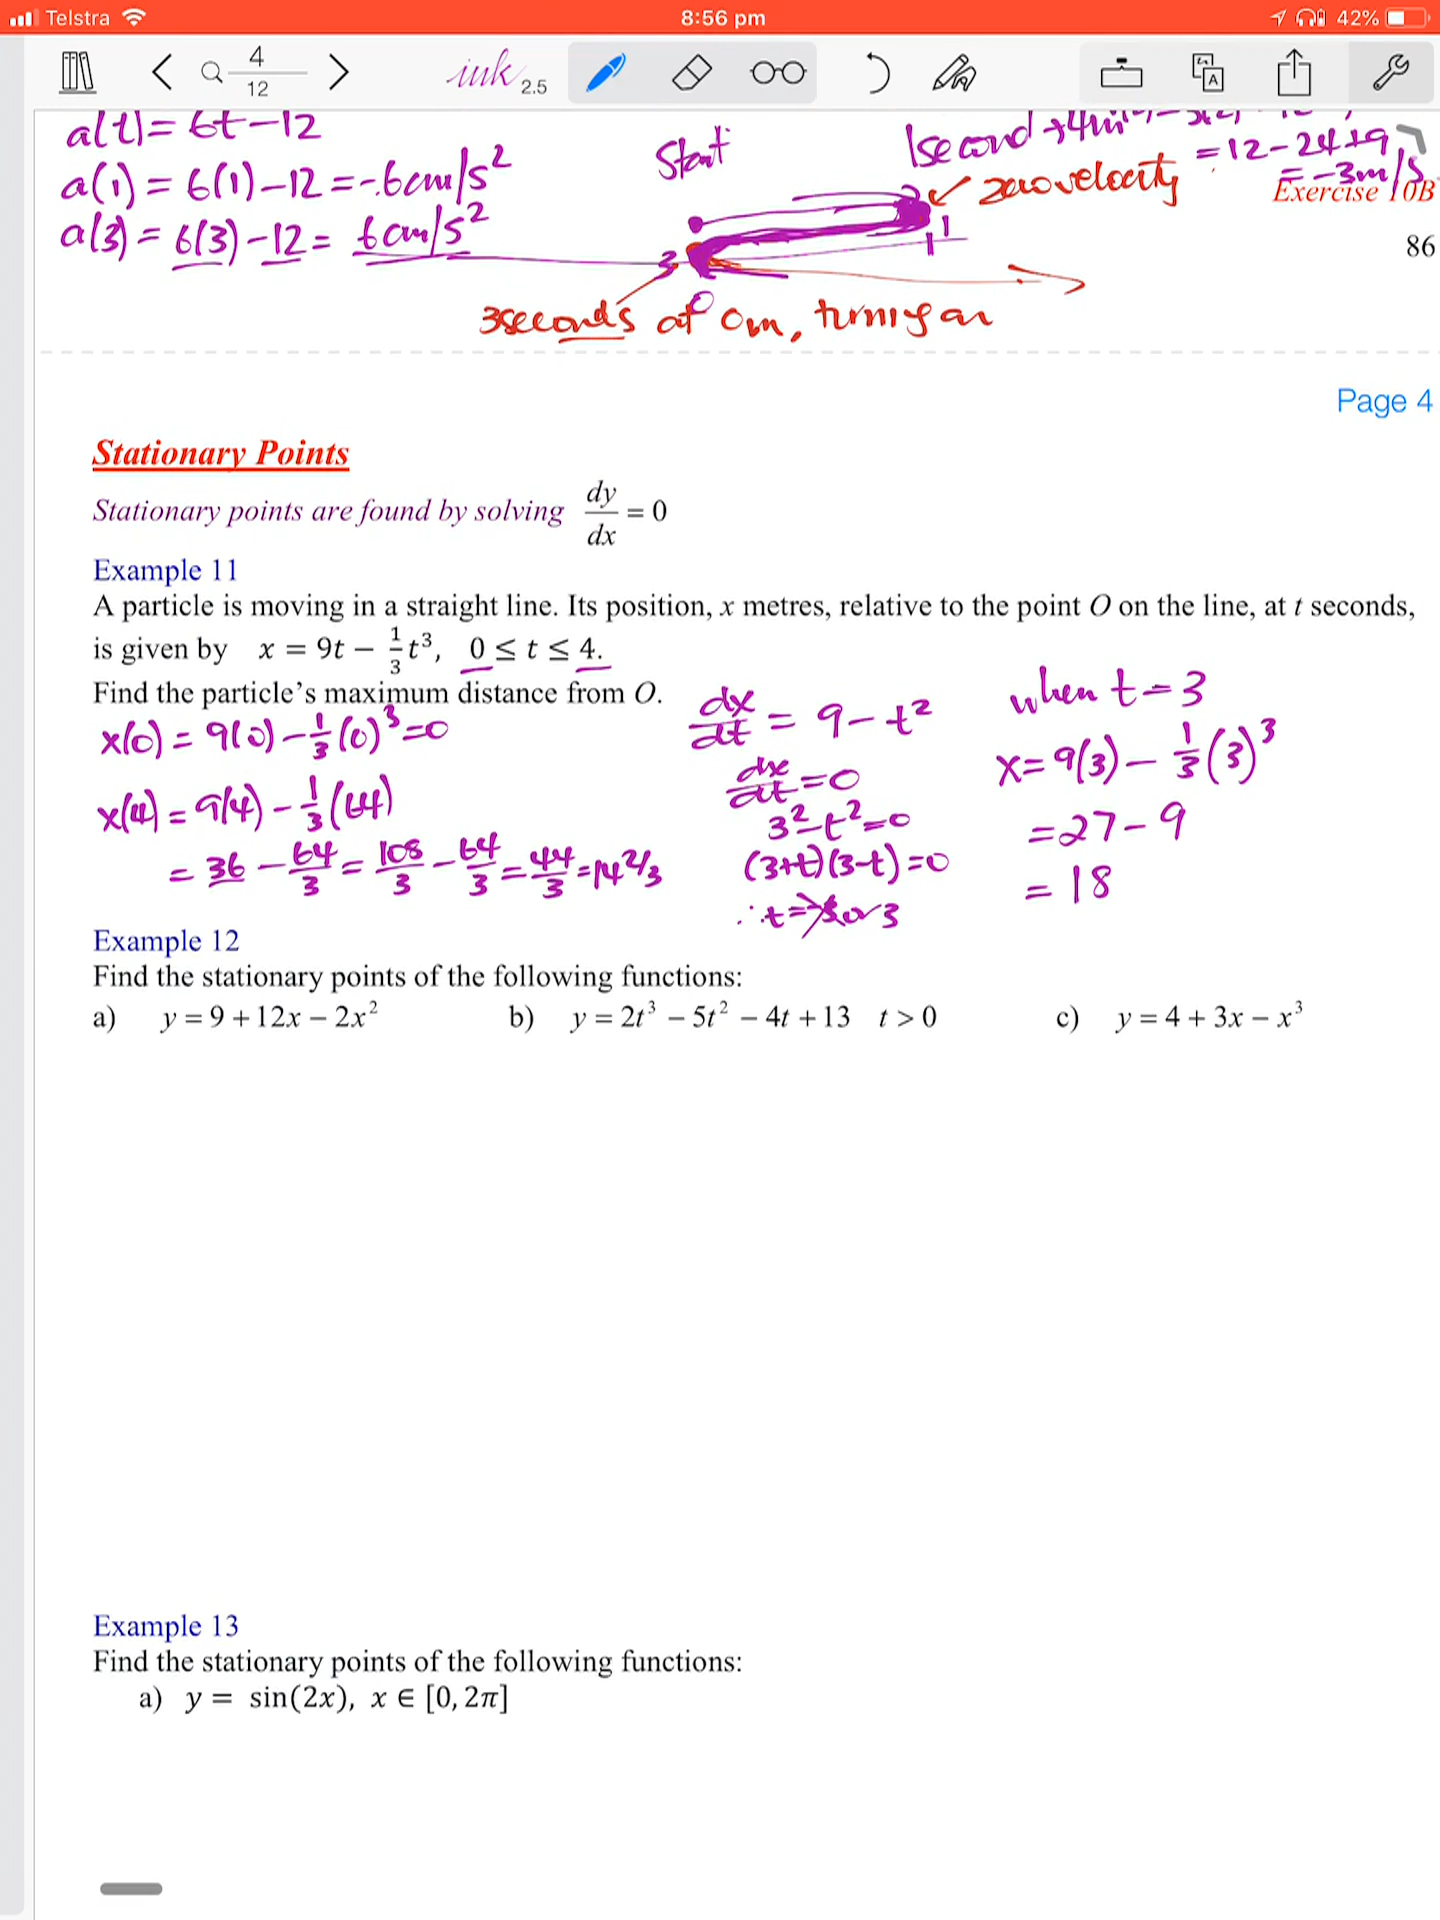 Telstra 8:56 pm 42%
4
12
ink 2.5
a(t) = 6t - 12
a(1) = 6(1) - 12 = -6cm/s²
a(3) = 6(3) - 12 = 6cm/s²
Start
1second
= 12 - 24 + 9
zero velocity
= -3m/s
Exercise 10B
86
3
1
0
3seconds at 0m,
Page 4
Stationary Points
Stationary points are found by solving dy/dx = 0
Example 11
A particle is moving in a straight line. Its position, x metres, relative to the point O on the line, at t seconds,
is given by x = 9t − 1/3 t³, 0 ≤ t ≤ 4.
Find the particle's maximum distance from O.
x(0) = 9(0) - 1/3 (0)³ = 0
x(4) = 9(4) - 1/3 (64)
= 36 - 64/3 = 108/3 - 64/3 = 44/3 = 14 2/3
dx/dt = 9 - t²
dx/dt = 0
3² - t² = 0
(3+t)(3-t) = 0
∴ t = -3 or 3
when t = 3
x = 9(3) - 1/3 (3)³
= 27 - 9
= 18
Example 12
Find the stationary points of the following functions:
a) y = 9 + 12x − 2x² b) y = 2t³ − 5t² − 4t + 13 t > 0 c) y = 4 + 3x − x³
Example 13
Find the stationary points of the following functions:
a) y = sin(2x), x ∈ [0, 2π]